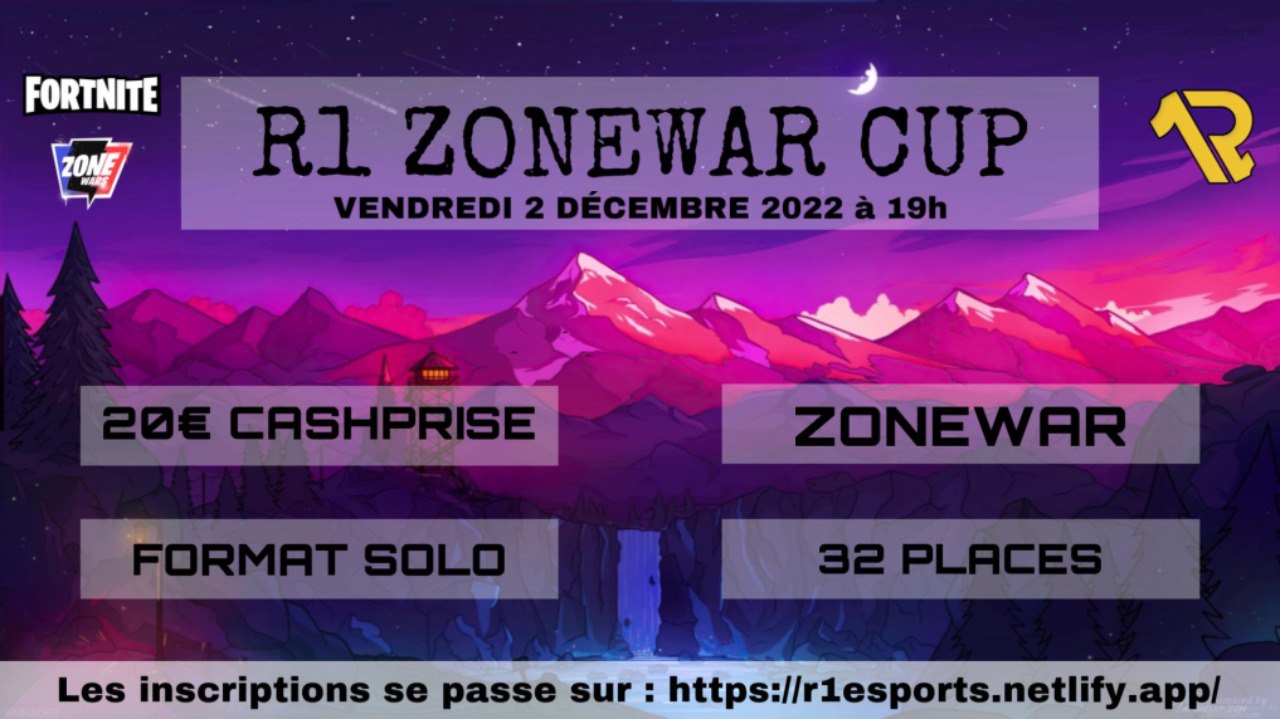 FORTNITE
ZONE
WARS
R1 ZONEWAR CUP
VENDREDI 2 DÉCEMBRE 2022 à 19h
20€ CASHPRISE
ZONEWAR
FORMAT SOLO
32 PLACES
Les inscriptions se passe sur : https://r1esports.netlify.app/